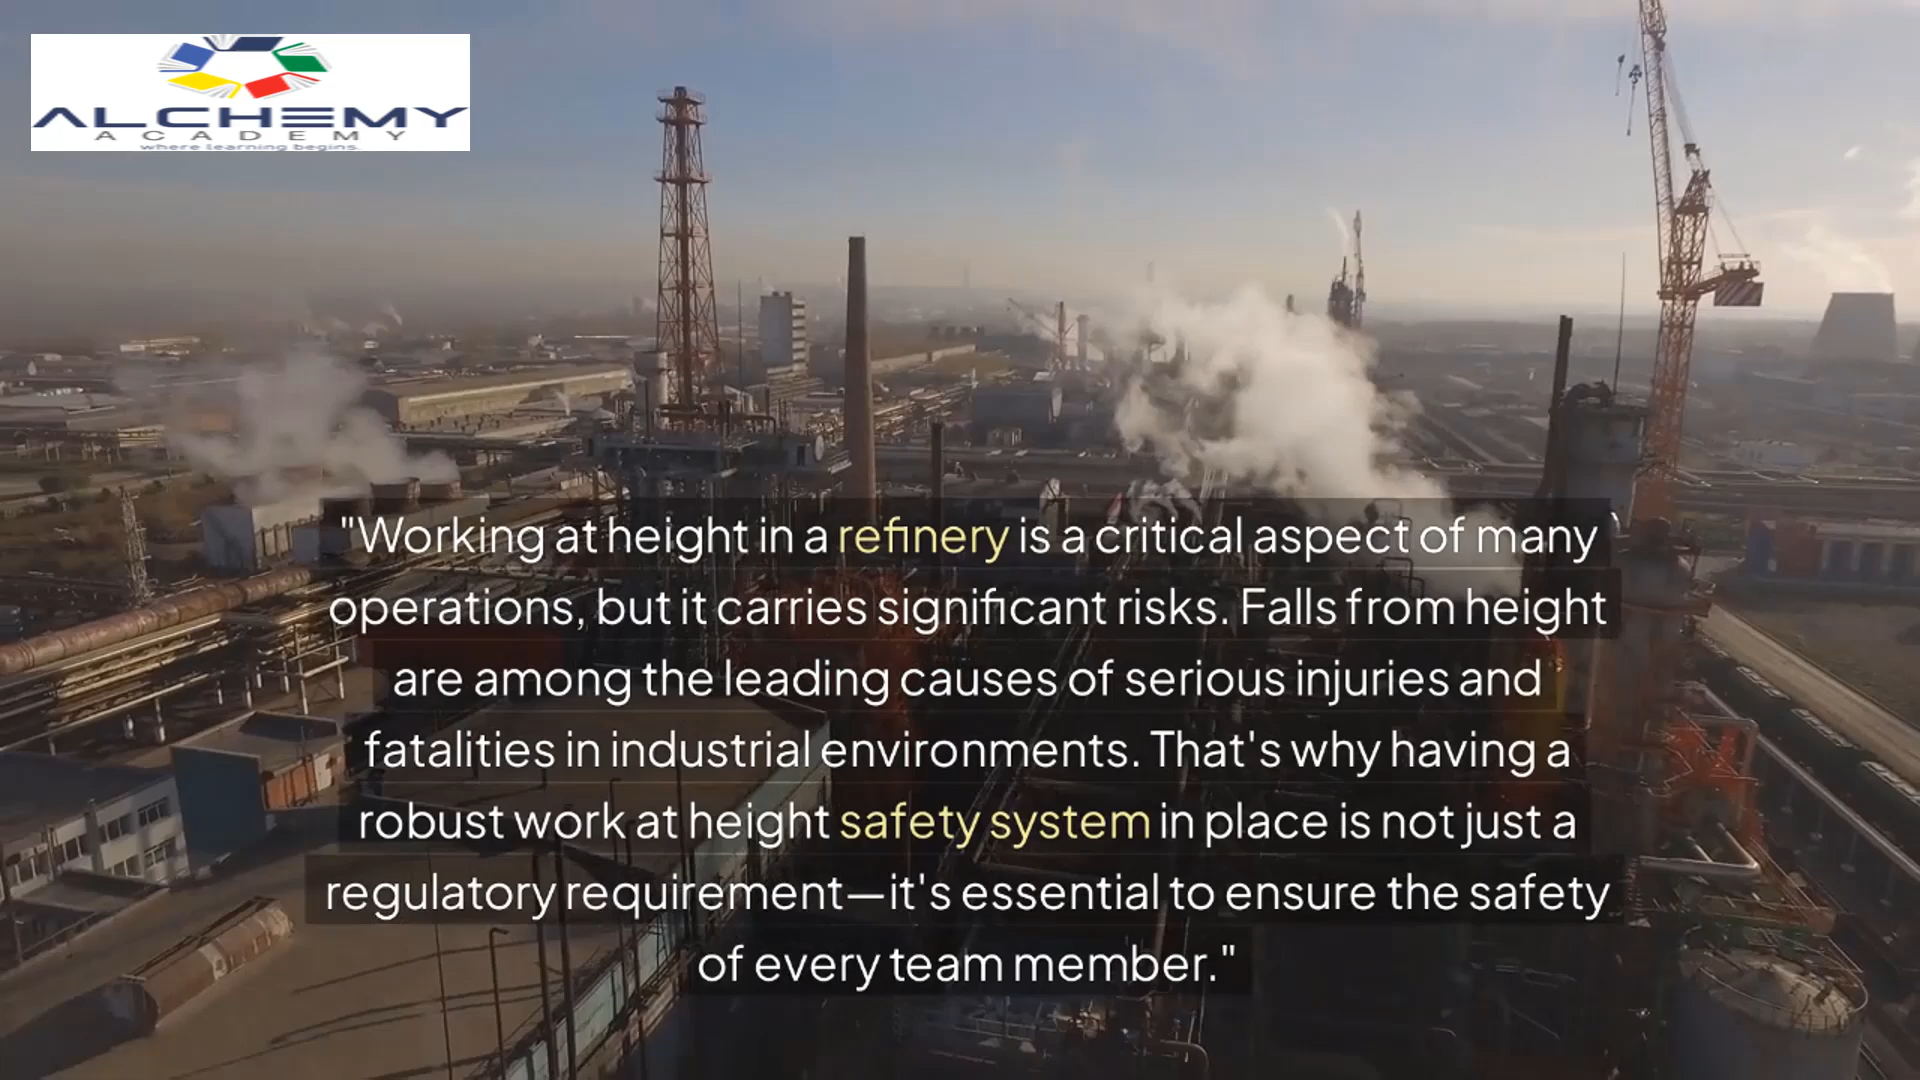 ALCHEMY
ACADEMY
where learning begins.
"Working at height in a refinery is a critical aspect of many
operations, but it carries significant risks. Falls from height
are among the leading causes of serious injuries and
fatalities in industrial environments. That's why having a
robust work at height safety system in place is not just a
regulatory requirement—it's essential to ensure the safety
of every team member."